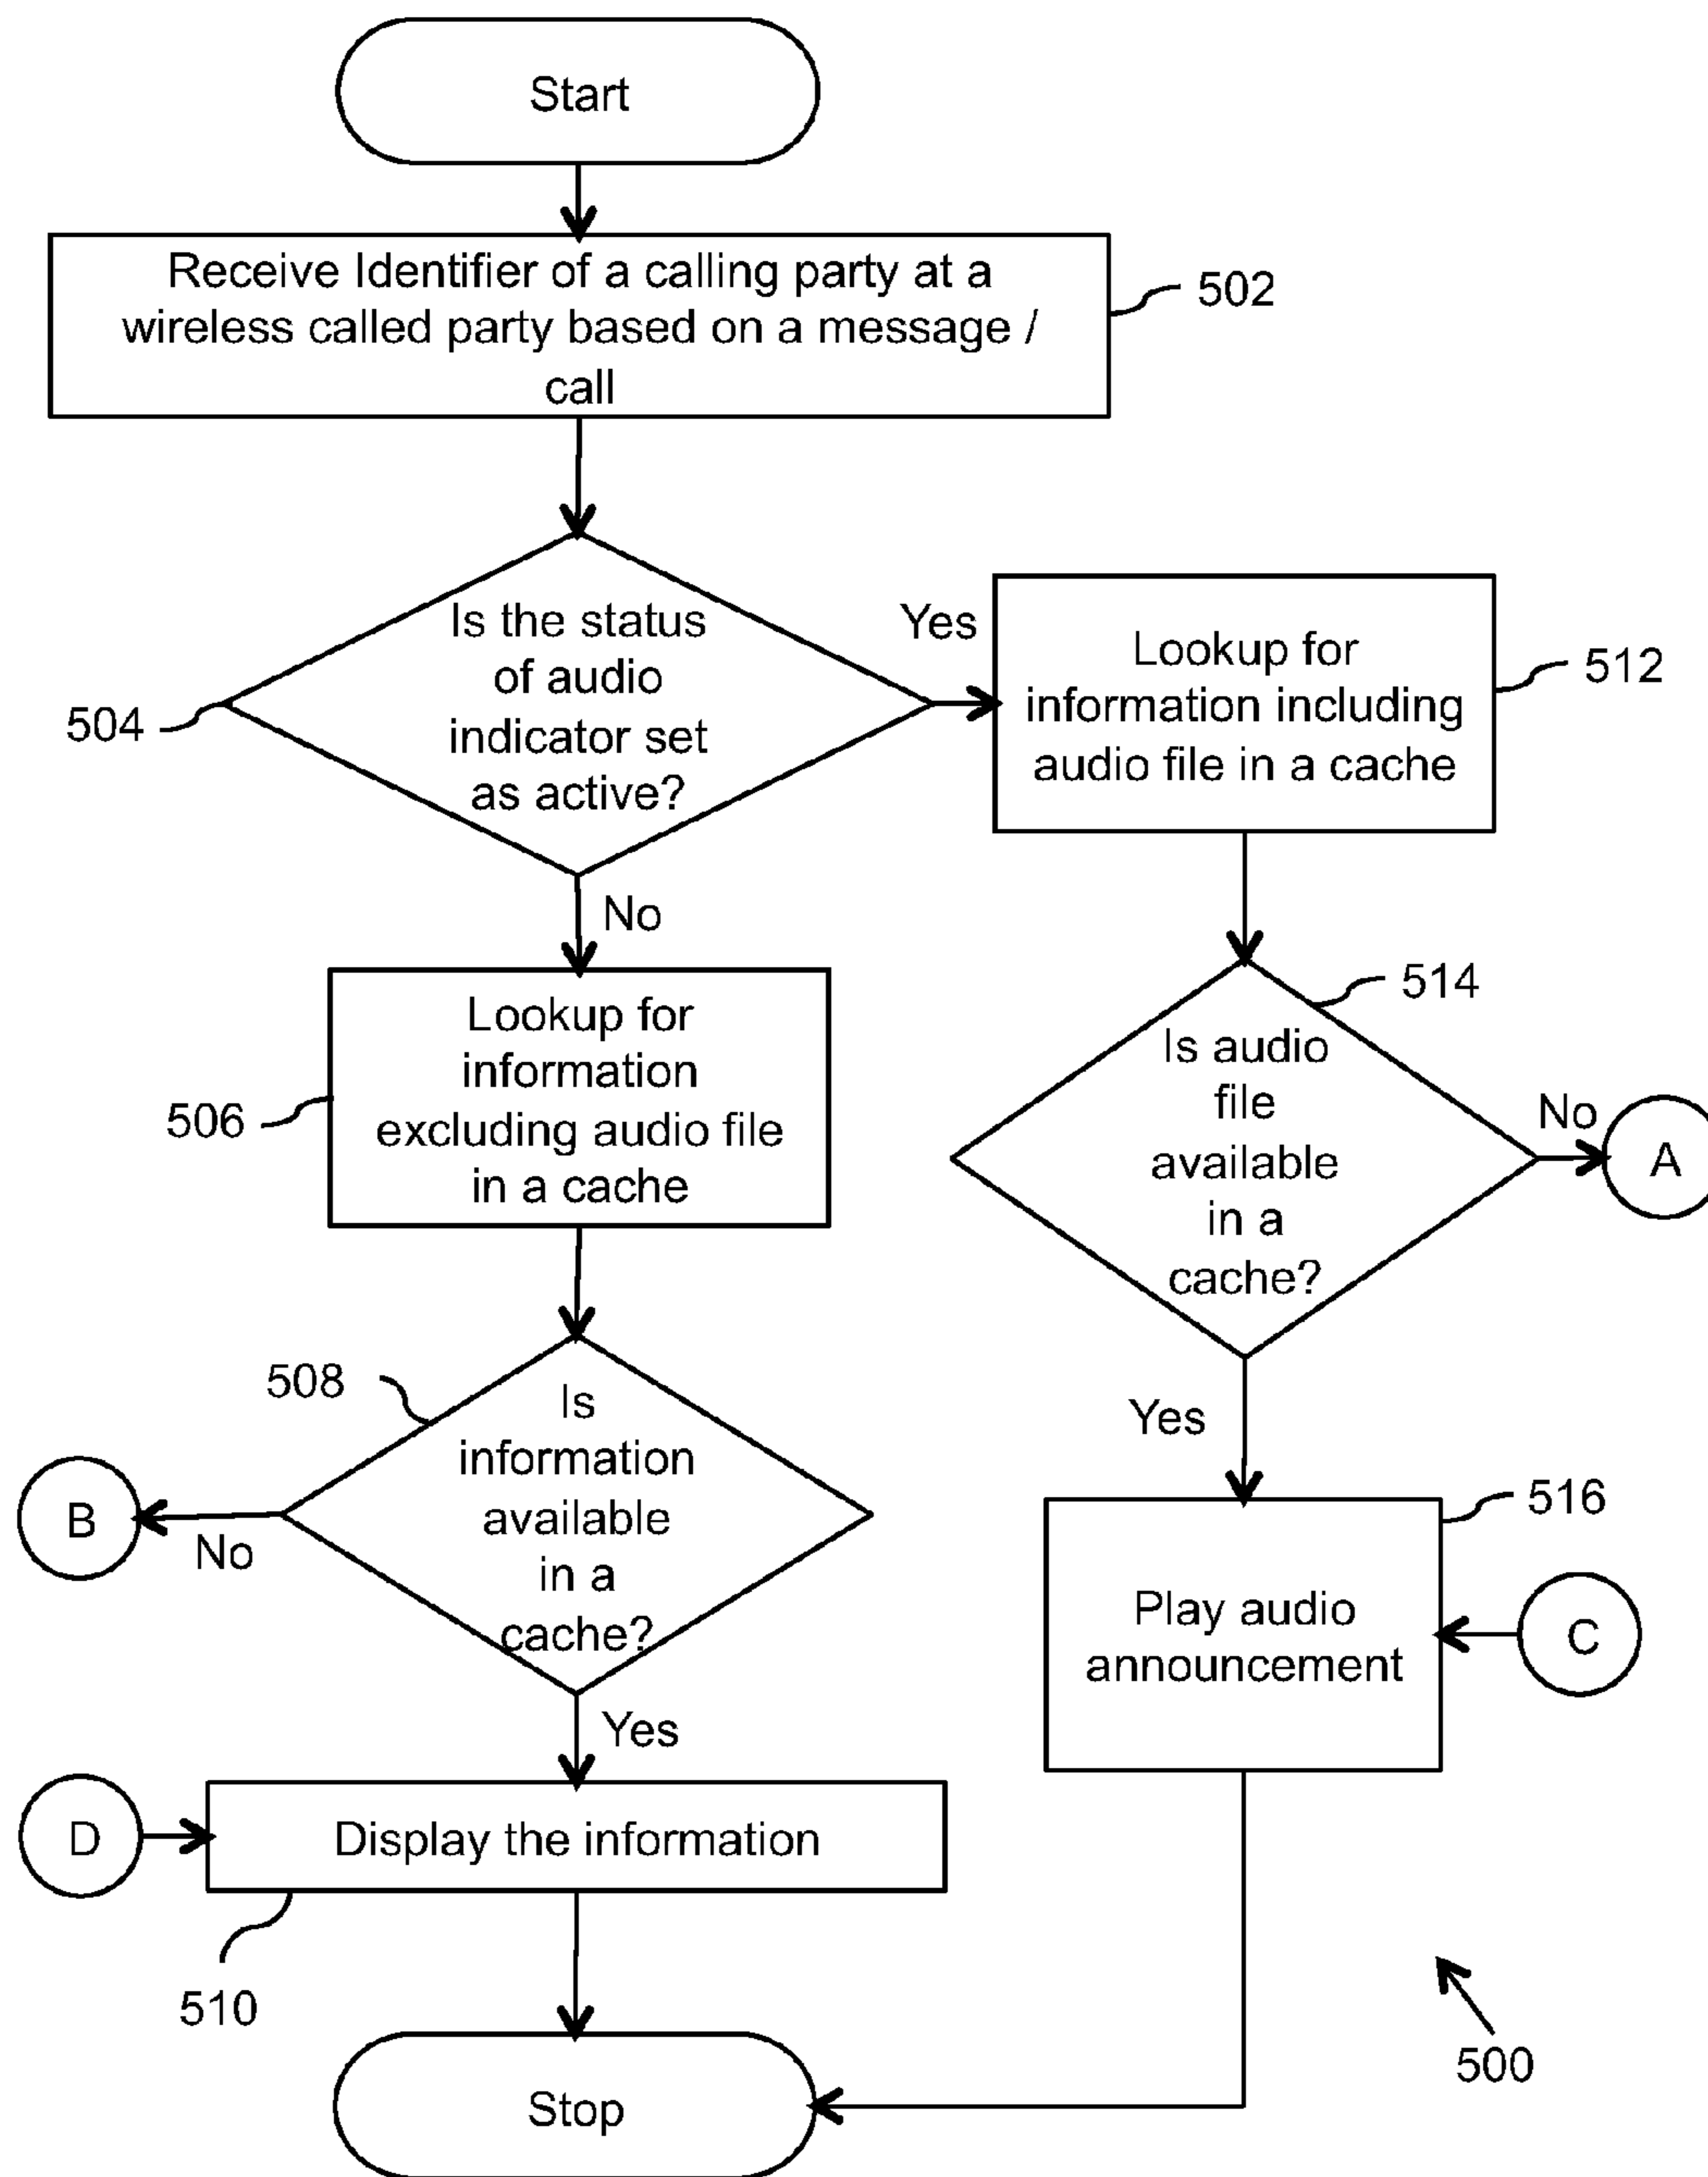 Start
Receive Identifier of a calling party at a
wireless called party based on a message /
call
502
Is the status
of audio
indicator set
as active?
504
Yes
No
Lookup for
information including
audio file in a cache
512
Lookup for
information
excluding audio file
in a cache
506
Is audio
file
available
in a
cache?
514
No
A
Yes
Is
information
available
in a
cache?
508
B
No
Yes
Play audio
announcement
516
C
D
Display the information
510
Stop
500